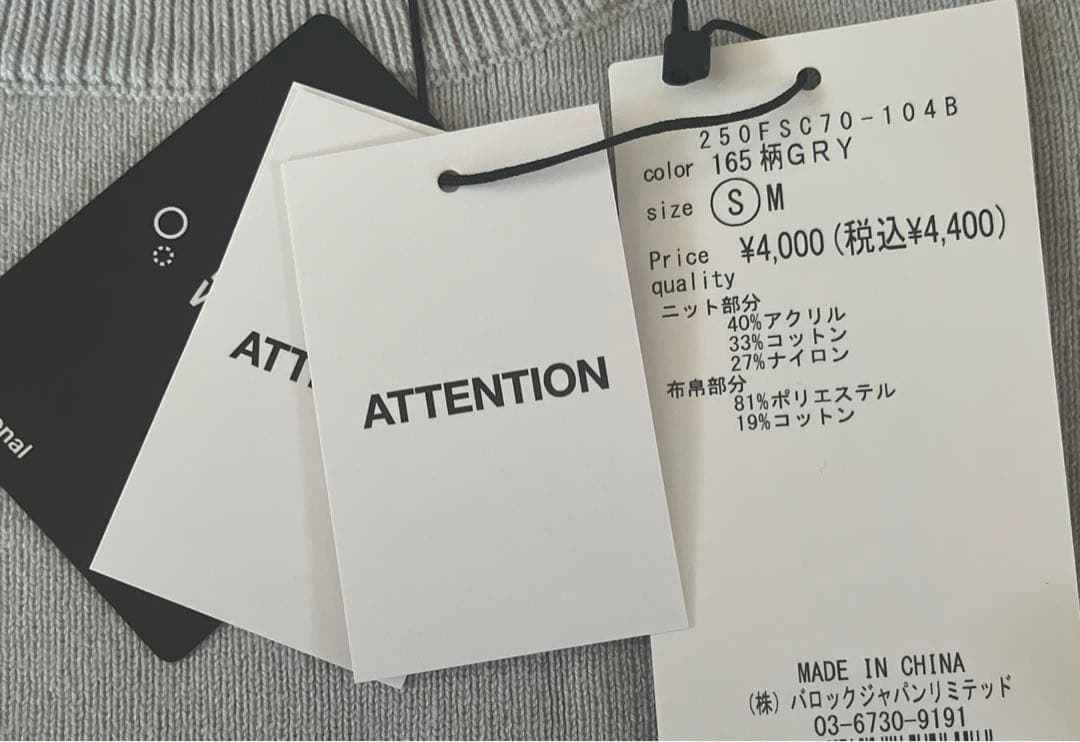 ATTENTION
250FSC70-104B
color 165 柄GRY
size S M
Price ¥4,000(税込¥4,400)
quality
ニット部分
40%アクリル
33%コットン
27%ナイロン
布帛部分
81%ポリエステル
19%コットン
MADE IN CHINA
(株) バロックジャパンリミテッド
03-6730-9191